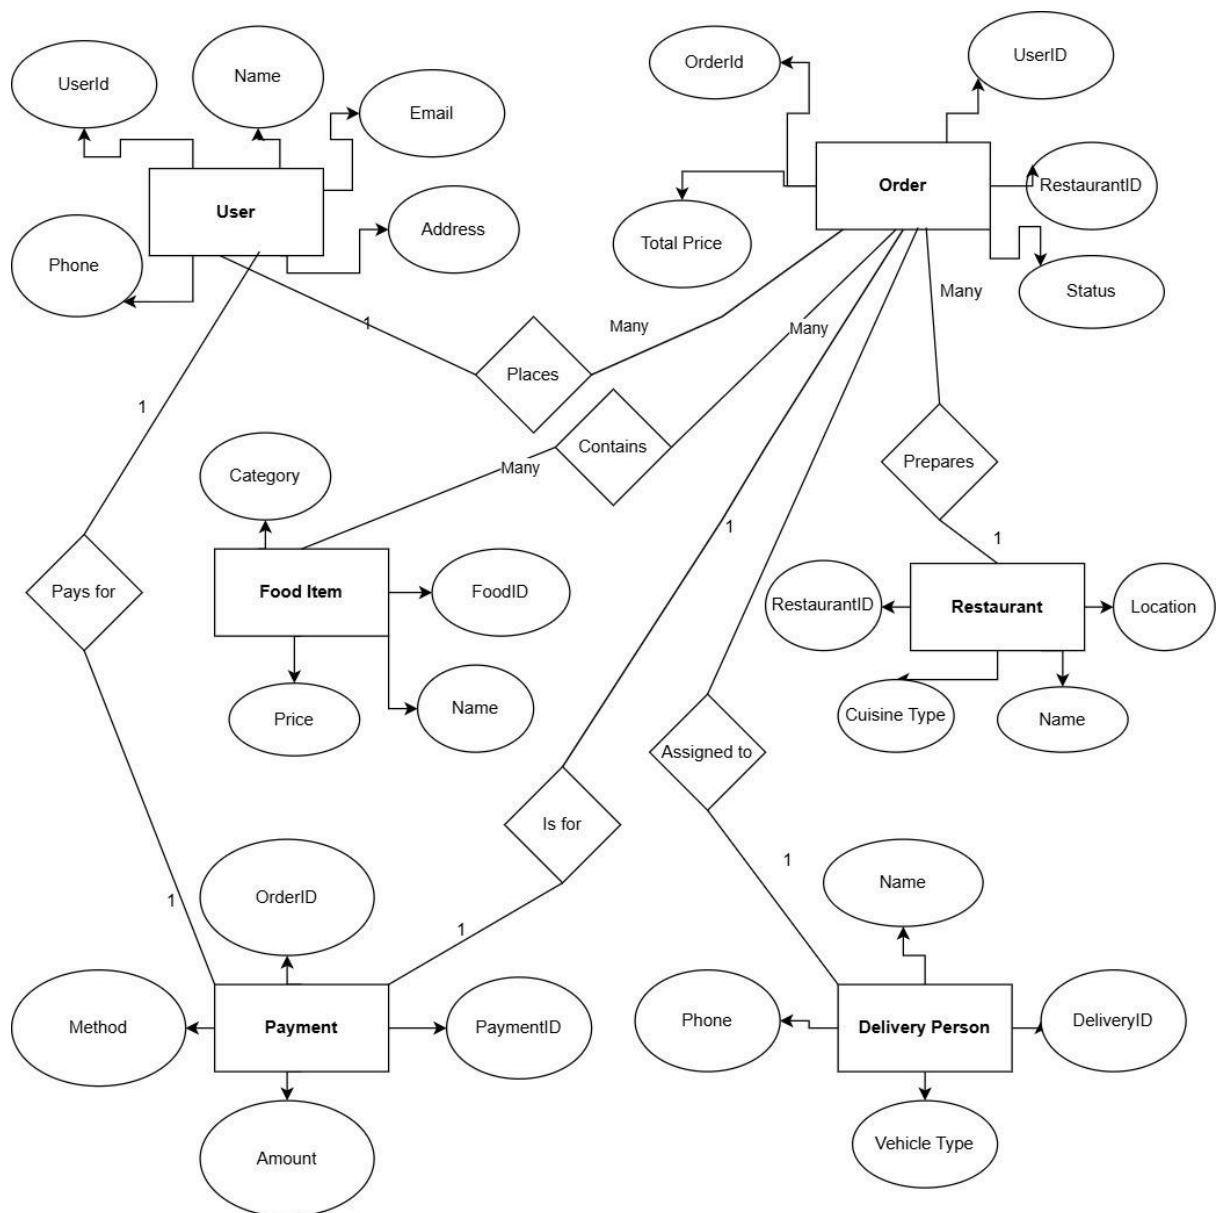 UserId
Name
Email
User
Address
Phone
OrderId
UserID
Order
RestaurantID
Total Price
Status
1
Places
Many
Many
Many
1
Contains
Many
Prepares
1
Category
Food Item
FoodID
Price
Name
Pays for
1
RestaurantID
Restaurant
Location
Cuisine Type
Name
Assigned to
Is for
1
1
1
OrderID
Method
Payment
PaymentID
Amount
Name
Phone
Delivery Person
DeliveryID
Vehicle Type